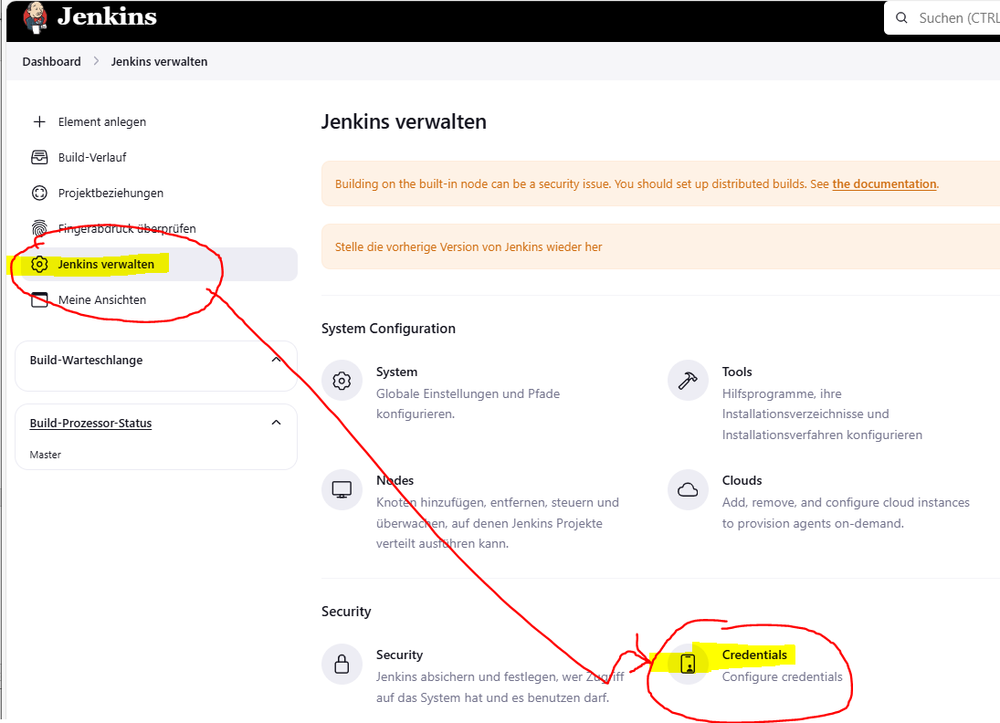 Jenkins
Suchen (CTRL
Dashboard > Jenkins verwalten
Element anlegen
Build-Verlauf
Projektbeziehungen
Fingerabdruck überprüfen
Jenkins verwalten
Meine Ansichten
Build-Warteschlange
Build-Prozessor-Status
Master
Jenkins verwalten
Building on the built-in node can be a security issue. You should set up distributed builds. See the documentation.
Stelle die vorherige Version von Jenkins wieder her
System Configuration
System
Globale Einstellungen und Pfade
konfigurieren.
Tools
Hilfsprogramme, ihre
Installationsverzeichnisse und
Installationsverfahren konfigurieren
Nodes
Knoten hinzufügen, entfernen, steuern und
überwachen, auf denen Jenkins Projekte
verteilt ausführen kann.
Clouds
Add, remove, and configure cloud instances
to provision agents on-demand.
Security
Security
Jenkins absichern und festlegen, wer Zugriff
auf das System hat und es benutzen darf.
Credentials
Configure credentials